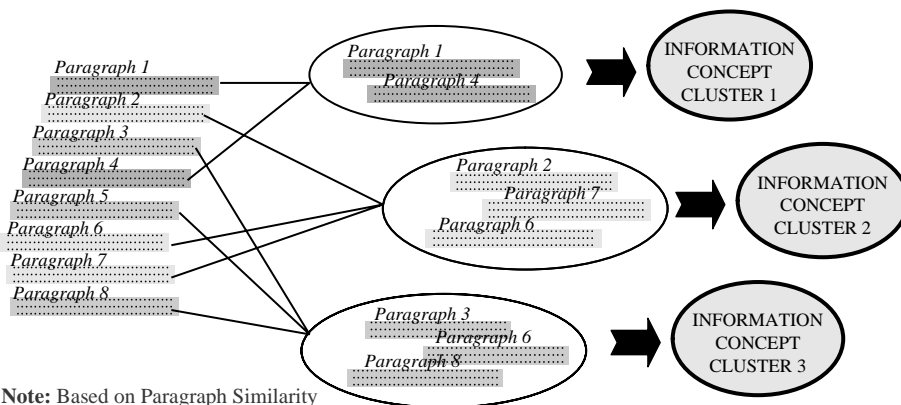 Paragraph 1
Paragraph 2
Paragraph 3
Paragraph 4
Paragraph 5
Paragraph 6
Paragraph 7
Paragraph 8
Paragraph 1
Paragraph 4
INFORMATION
CONCEPT
CLUSTER 1
Paragraph 2
Paragraph 7
Paragraph 6
INFORMATION
CONCEPT
CLUSTER 2
Paragraph 3
Paragraph 6
Paragraph 8
INFORMATION
CONCEPT
CLUSTER 3
Note: Based on Paragraph Similarity